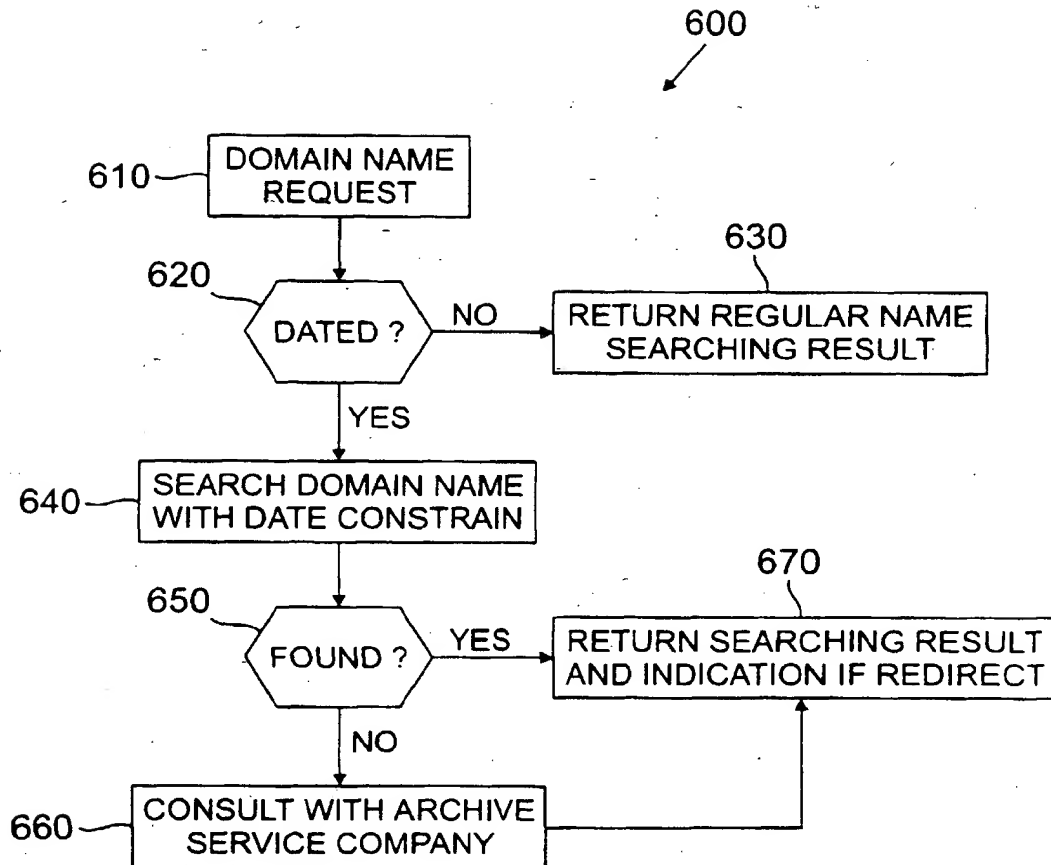 600
610
DOMAIN NAME
REQUEST
620
DATED ?
NO
630
RETURN REGULAR NAME
SEARCHING RESULT
YES
640
SEARCH DOMAIN NAME
WITH DATE CONSTRAIN
650
FOUND ?
YES
670
RETURN SEARCHING RESULT
AND INDICATION IF REDIRECT
NO
660
CONSULT WITH ARCHIVE
SERVICE COMPANY